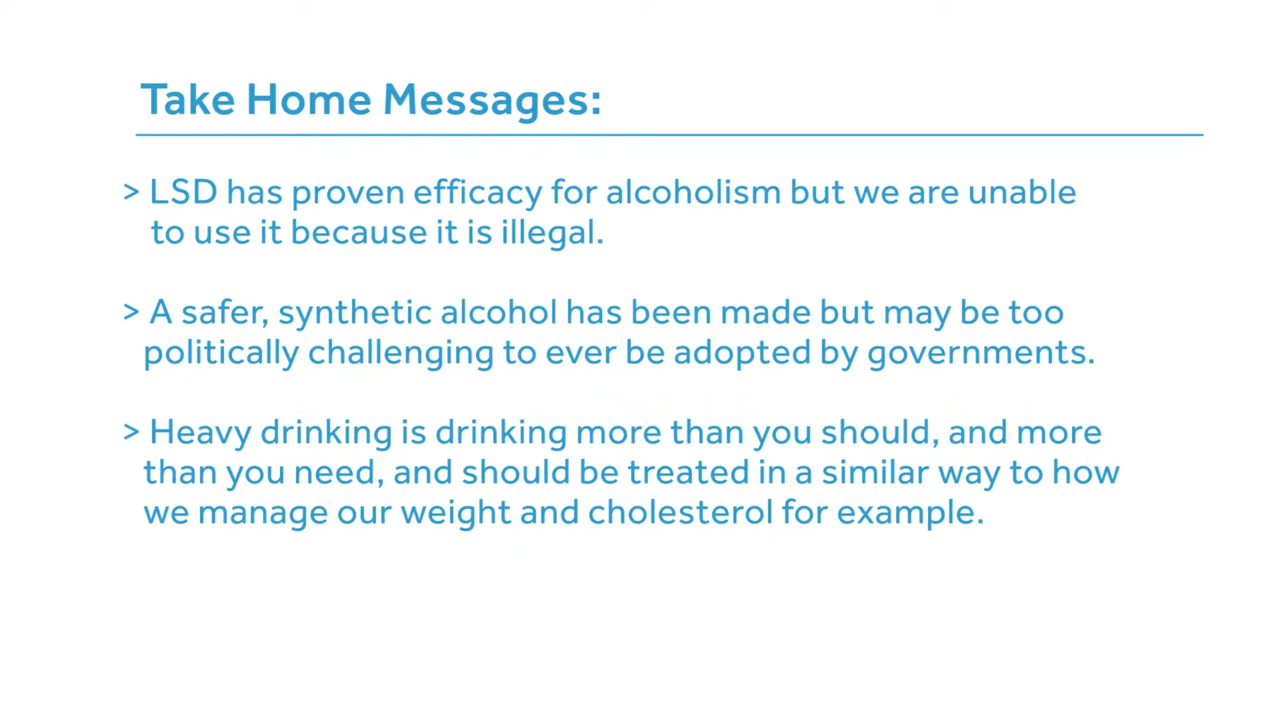 Take Home Messages:
> LSD has proven efficacy for alcoholism but we are unable
to use it because it is illegal.
> A safer, synthetic alcohol has been made but may be too
politically challenging to ever be adopted by governments.
> Heavy drinking is drinking more than you should, and more
than you need, and should be treated in a similar way to how
we manage our weight and cholesterol for example.